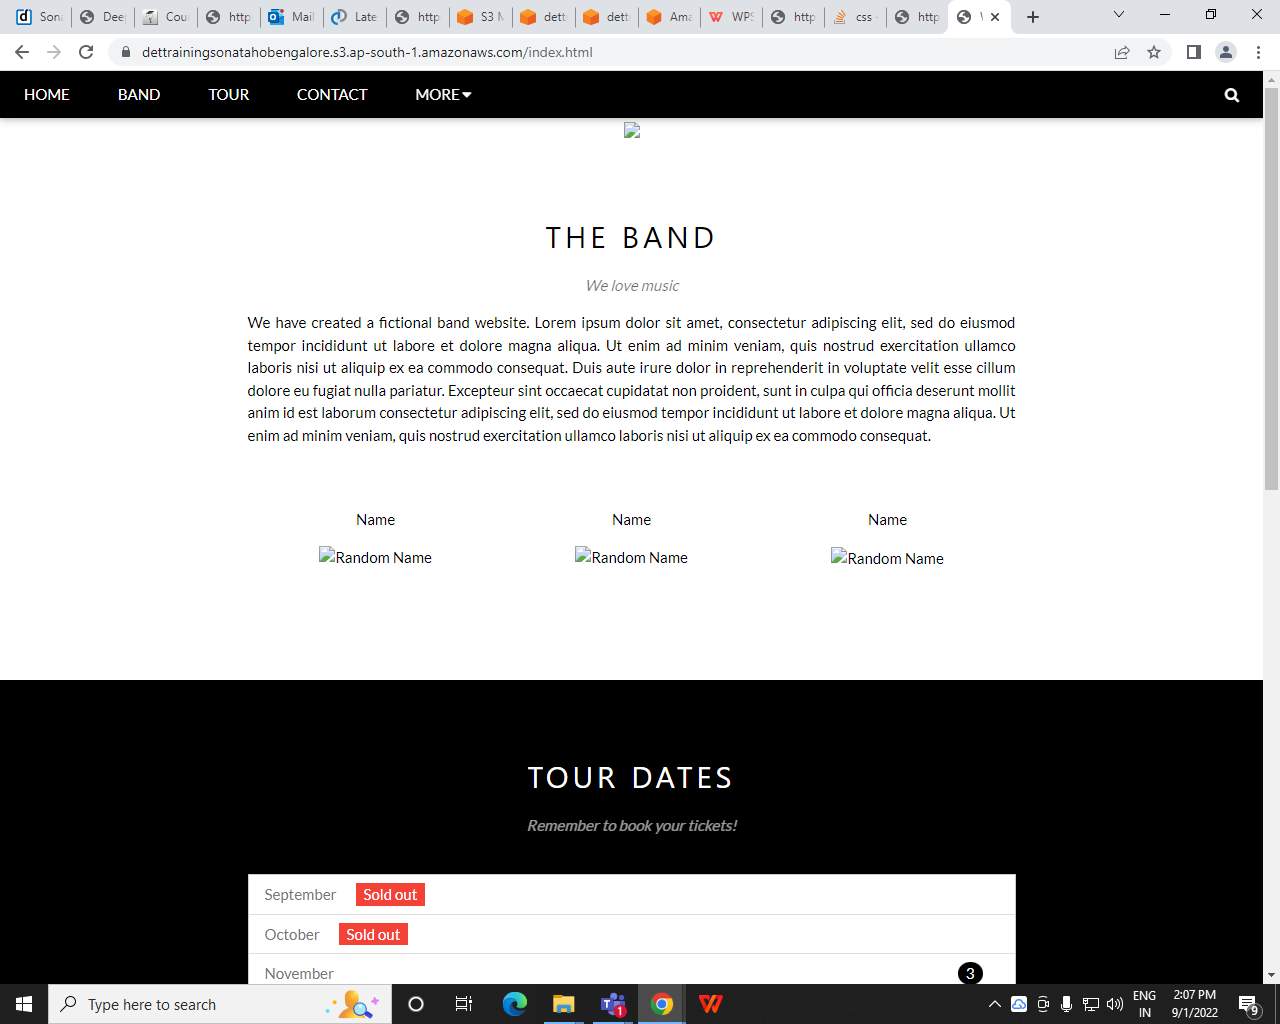 Sona
Dee
Cou
http
Mail
Late
http
S3 M
dett
dett
Ama
WPS
http
css
http
dettrainingsonatahobengalore.s3.ap-south-1.amazonaws.com/index.html
HOME
BAND
TOUR
CONTACT
MORE
THE BAND
We love music
We have created a fictional band website. Lorem ipsum dolor sit amet, consectetur adipiscing elit, sed do eiusmod
tempor incididunt ut labore et dolore magna aliqua. Ut enim ad minim veniam, quis nostrud exercitation ullamco
laboris nisi ut aliquip ex ea commodo consequat. Duis aute irure dolor in reprehenderit in voluptate velit esse cillum
dolore eu fugiat nulla pariatur. Excepteur sint occaecat cupidatat non proident, sunt in culpa qui officia deserunt mollit
anim id est laborum consectetur adipiscing elit, sed do eiusmod tempor incididunt ut labore et dolore magna aliqua. Ut
enim ad minim veniam, quis nostrud exercitation ullamco laboris nisi ut aliquip ex ea commodo consequat.
Name
Name
Name
Random Name
Random Name
Random Name
TOUR DATES
Remember to book your tickets!
September Sold out
October Sold out
November 3
Type here to search
1
ENG
IN
2:07 PM
9/1/2022
9